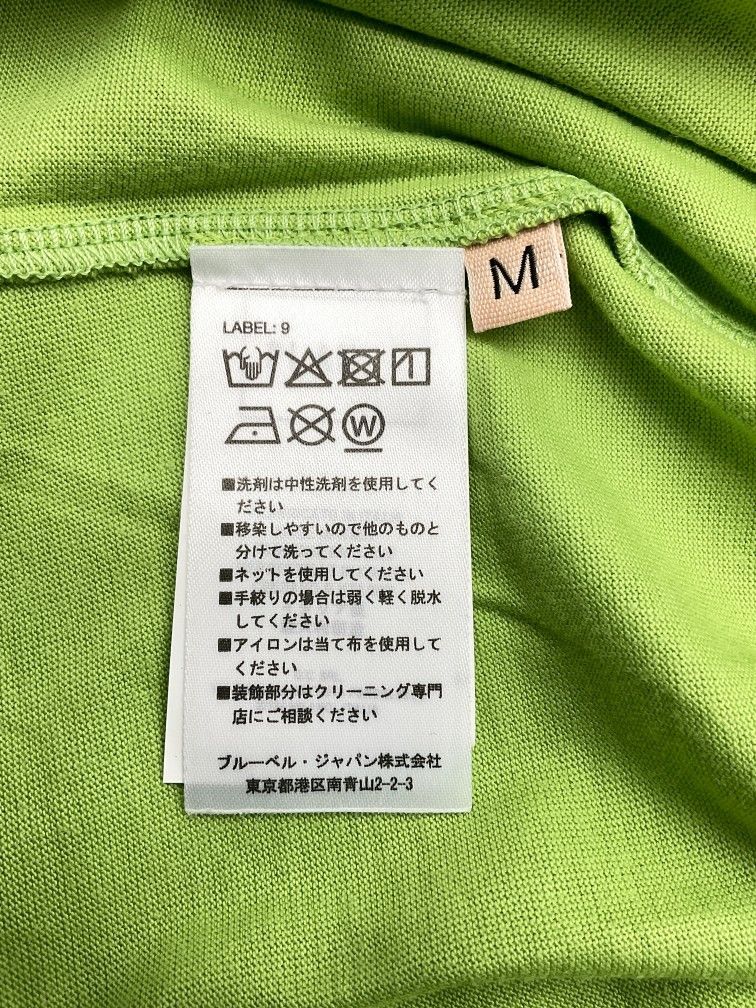 M
LABEL: 9
W
■洗剤は中性洗剤を使用してく
ださい
■移染しやすいので他のものと
分けて洗ってください
■ネットを使用してください
■手絞りの場合は弱く軽く脱水
してください
■アイロンは当て布を使用して
ください
■装飾部分はクリーニング専門
店にご相談ください
ブルーベル・ジャパン株式会社
東京都港区南青山2-2-3